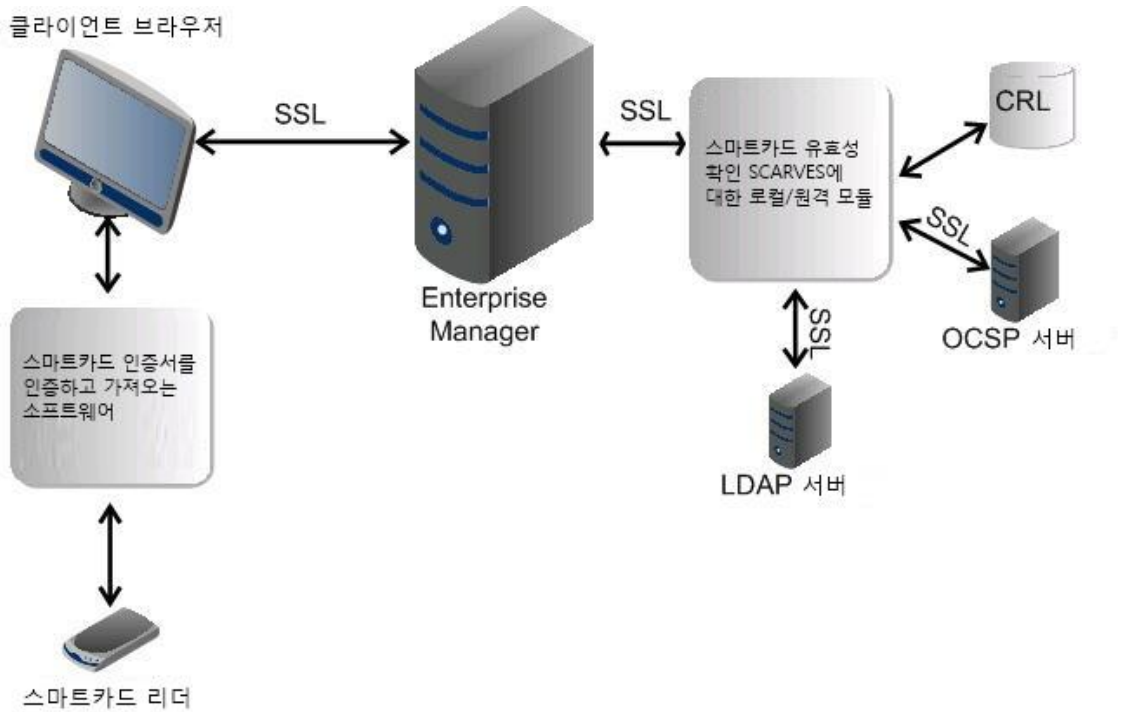 클라이언트 브라우저
SSL
SSL
CRL
스마트카드 유효성
확인 SCARVES에
대한 로컬/원격 모듈
SSL
Enterprise
Manager
SSL
OCSP 서버
스마트카드 인증서를
인증하고 가져오는
소프트웨어
LDAP 서버
스마트카드 리더